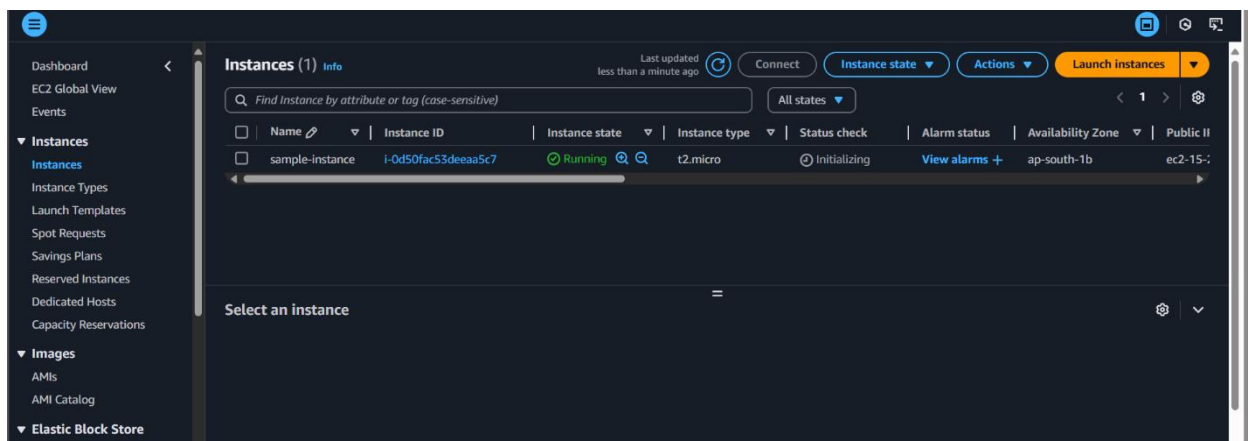 Dashboard
EC2 Global View
Events
Instances
Instances
Instance Types
Launch Templates
Spot Requests
Savings Plans
Reserved Instances
Dedicated Hosts
Capacity Reservations
Images
AMIs
AMI Catalog
Elastic Block Store
Instances (1) Info
Last updated
less than a minute ago
Connect
Instance state
Actions
Launch instances
Find Instance by attribute or tag (case-sensitive)
All states
1
Name Instance ID Instance state Instance type Status check Alarm status Availability Zone Public
sample-instance i-0d50fac53deeaa5c7 Running t2.micro Initializing View alarms + ap-south-1b ec2-15-
Select an instance